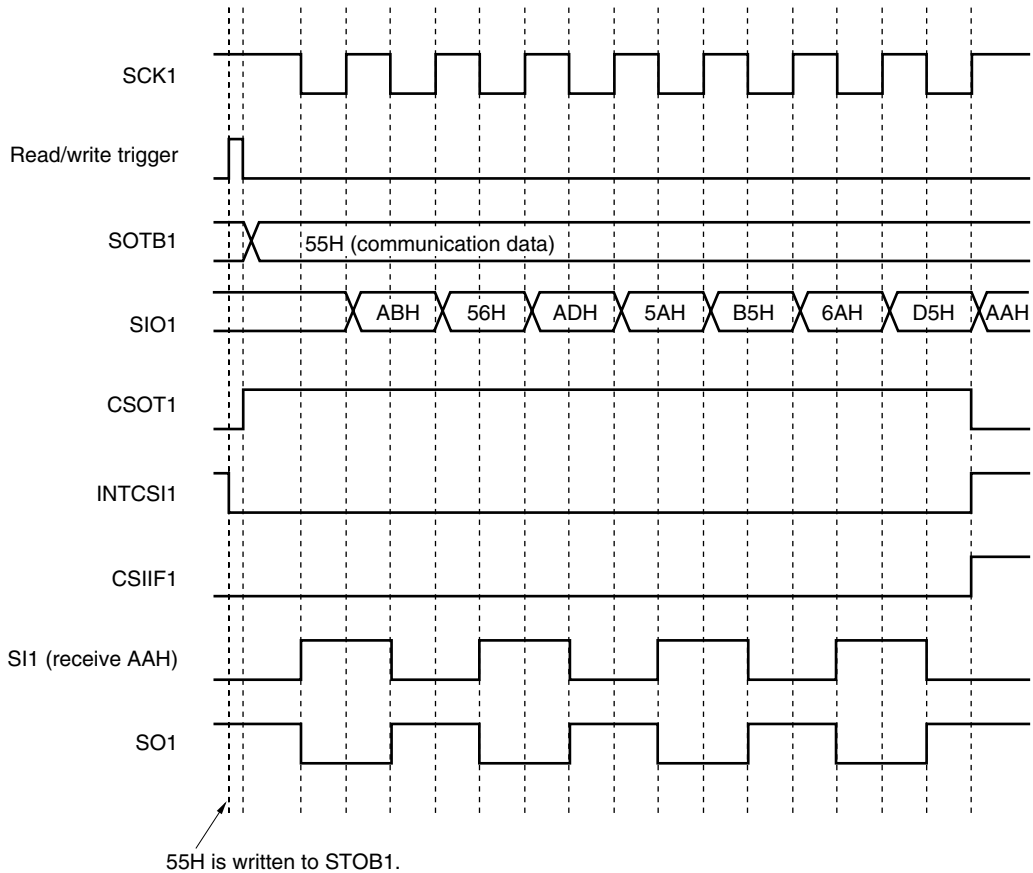 SCK1
Read/write trigger
SOTB1
55H (communication data)
SIO1
ABH 56H ADH 5AH B5H 6AH D5H AAH
CSOT1
INTCSI1
CSIIF1
SI1 (receive AAH)
SO1
55H is written to STOB1.